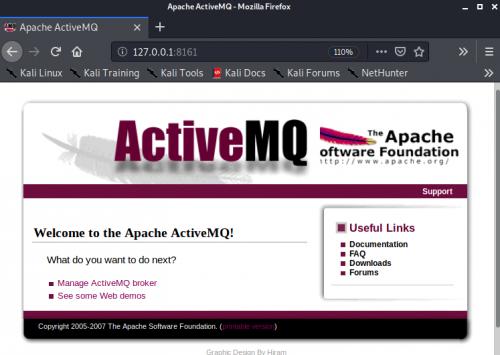 Apache ActiveMQ - Mozilla Firefox
Apache ActiveMQ
127.0.0.1:8161
110%
Kali Linux Kali Training Kali Tools Kali Docs Kali Forums NetHunter
ActiveMQ
The Apache
oftware Foundation
http://www.apache.org/
Support
Welcome to the Apache ActiveMQ!
What do you want to do next?
Manage ActiveMQ broker
See some Web demos
Useful Links
Documentation
FAQ
Downloads
Forums
Copyright 2005-2007 The Apache Software Foundation. (printable version)
Graphic Design By Hiram